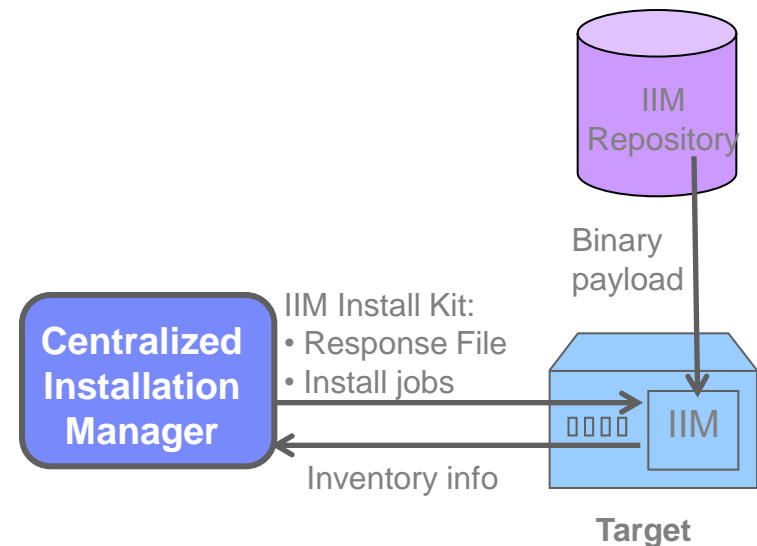 IIM
Repository
Binary
payload
IIM Install Kit:
• Response File
• Install jobs
Centralized
Installation
Manager
IIM
Inventory info
Target